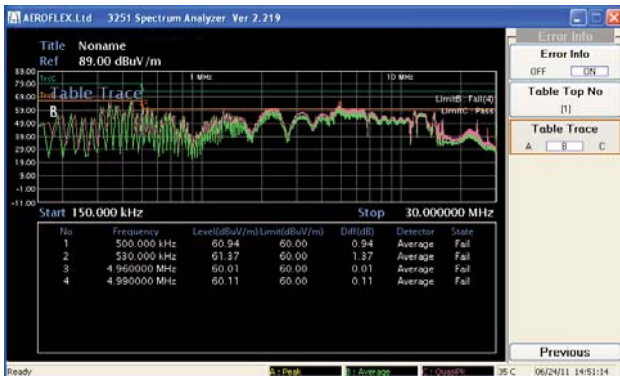 AEROFLEX.Ltd 3251 Spectrum Analyzer Ver 2.219
Error Info
Title Noname
Ref 89.00 dBuV/m
Error Info
OFF ON
Table Top No
[1]
Table Trace
A B C
Table Trace
B
1 MHz
10 MHz
LimitB : Fail(4)
LimitC : Pass
89.00
79.00
69.00
59.00
49.00
39.00
29.00
19.00
9.00
-1.00
-11.00
Start 150.000 kHz
Stop 30.000000 MHz
No Frequency Level(dBuV/m) Limit(dBuV/m) Diff(dB) Detector State
1 500.000 kHz 60.94 60.00 0.94 Average Fail
2 530.000 kHz 61.37 60.00 1.37 Average Fail
3 4.960000 MHz 60.01 60.00 0.01 Average Fail
4 4.990000 MHz 60.11 60.00 0.11 Average Fail
Previous
Ready
A : Peak
B : Average
C : QuasiPk
35 C
06/24/11 14:51:14